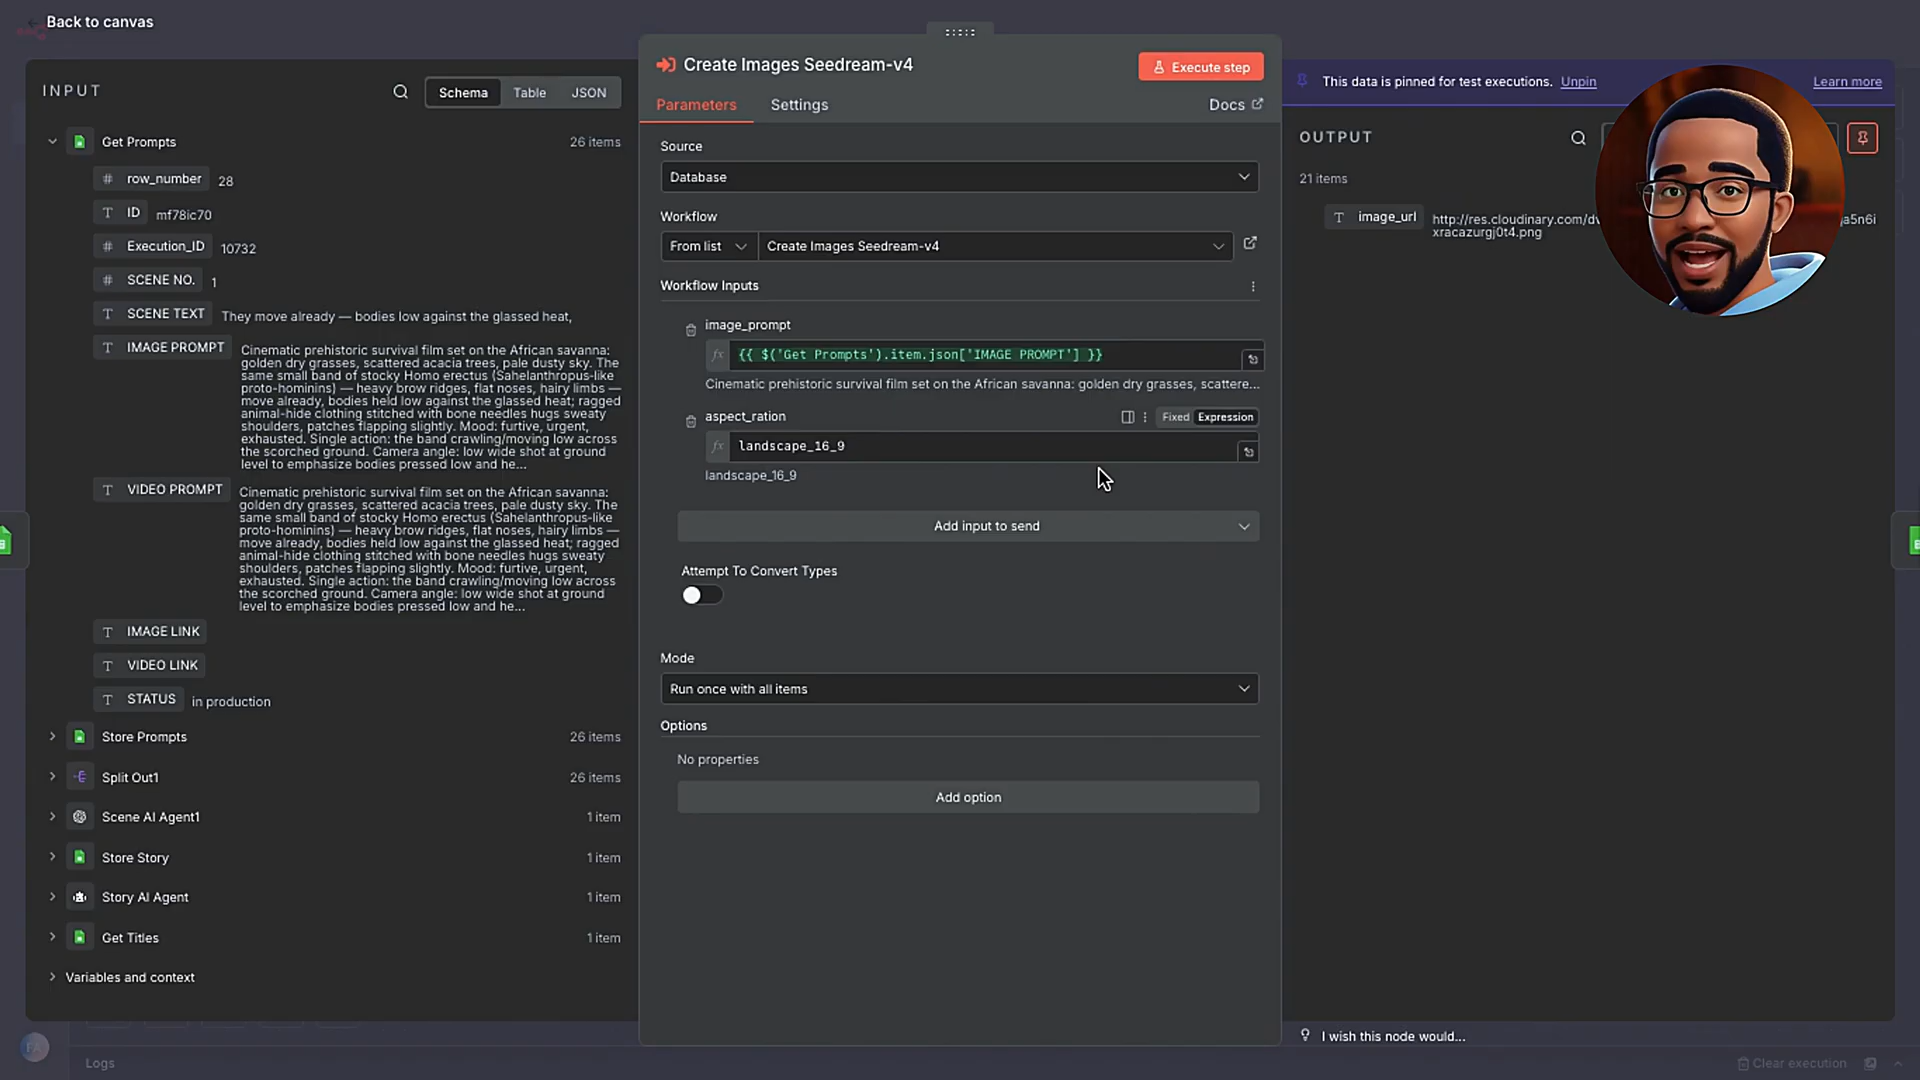 Back to canvas
INPUT
Schema
Table
JSON
Get Prompts
26 items
# row_number 28
T ID mf78ic70
# Execution_ID 10732
# SCENE NO. 1
T SCENE TEXT They move already — bodies low against the glassed heat,
T IMAGE PROMPT Cinematic prehistoric survival film set on the African savanna:
golden dry grasses, scattered acacia trees, pale dusty sky. The
same small band of stocky Homo erectus (Sahelanthropus-like
proto-hominins) — heavy brow ridges, flat noses, hairy limbs —
move already, bodies held low against the glassed heat; ragged
animal-hide clothing stitched with bone needles hugs sweaty
shoulders, patches flapping slightly. Mood: furtive, urgent,
exhausted. Single action: the band crawling/moving low across
the scorched ground. Camera angle: low wide shot at ground
level to emphasize bodies pressed low and he...
T VIDEO PROMPT Cinematic prehistoric survival film set on the African savanna:
golden dry grasses, scattered acacia trees, pale dusty sky. The
same small band of stocky Homo erectus (Sahelanthropus-like
proto-hominins) — heavy brow ridges, flat noses, hairy limbs —
move already, bodies held low against the glassed heat; ragged
animal-hide clothing stitched with bone needles hugs sweaty
shoulders, patches flapping slightly. Mood: furtive, urgent,
exhausted. Single action: the band crawling/moving low across
the scorched ground. Camera angle: low wide shot at ground
level to emphasize bodies pressed low and he...
T IMAGE LINK
T VIDEO LINK
T STATUS in production
Store Prompts 26 items
Split Out1 26 items
Scene AI Agent1 1 item
Store Story 1 item
Story AI Agent 1 item
Get Titles 1 item
Variables and context
Create Images Seedream-v4
Execute step
Parameters
Settings
Docs
Source
Database
Workflow
From list
Create Images Seedream-v4
Workflow Inputs
image_prompt
fx {{ $('Get Prompts').item.json['IMAGE PROMPT'] }}
Cinematic prehistoric survival film set on the African savanna: golden dry grasses, scattere...
aspect_ration
Fixed
Expression
fx landscape_16_9
landscape_16_9
Add input to send
Attempt To Convert Types
Mode
Run once with all items
Options
No properties
Add option
This data is pinned for test executions. Unpin
Learn more
OUTPUT
21 items
T image_url http://res.cloudinary.com/dv
a5n6i
xracazurgj0t4.png
I wish this node would...
Logs
Clear execution